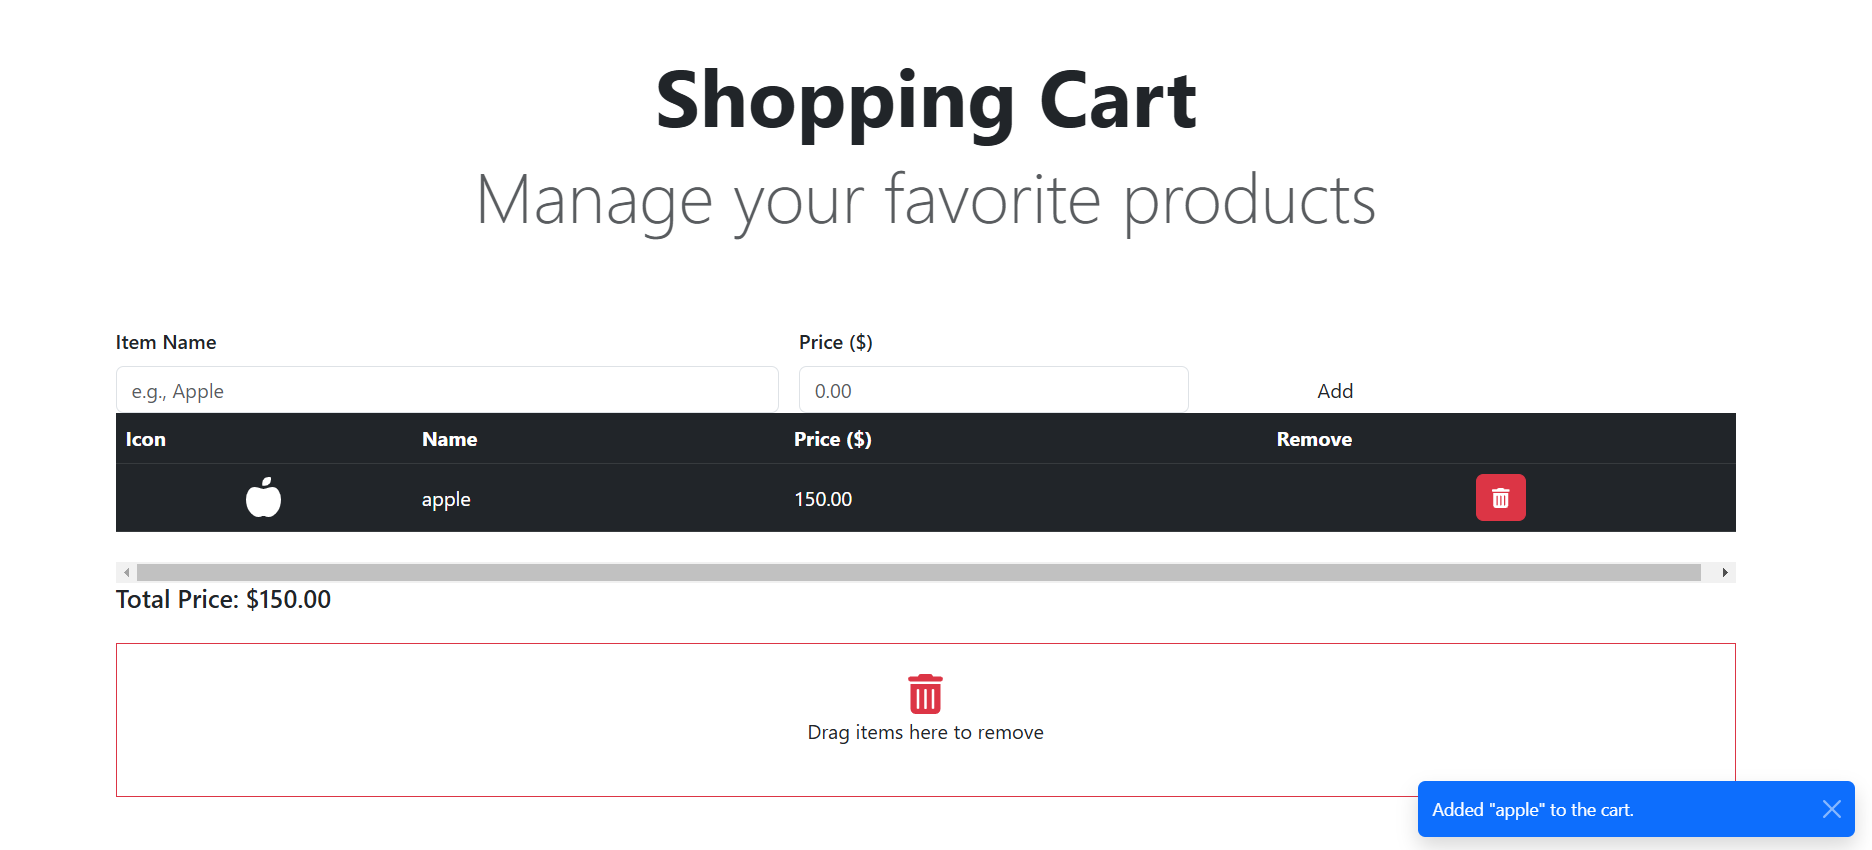 Shopping Cart
Manage your favorite products
Item Name Price ($)
e.g., Apple 0.00 Add
Icon Name Price ($) Remove
apple 150.00
Total Price: $150.00
Drag items here to remove
Added "apple" to the cart.